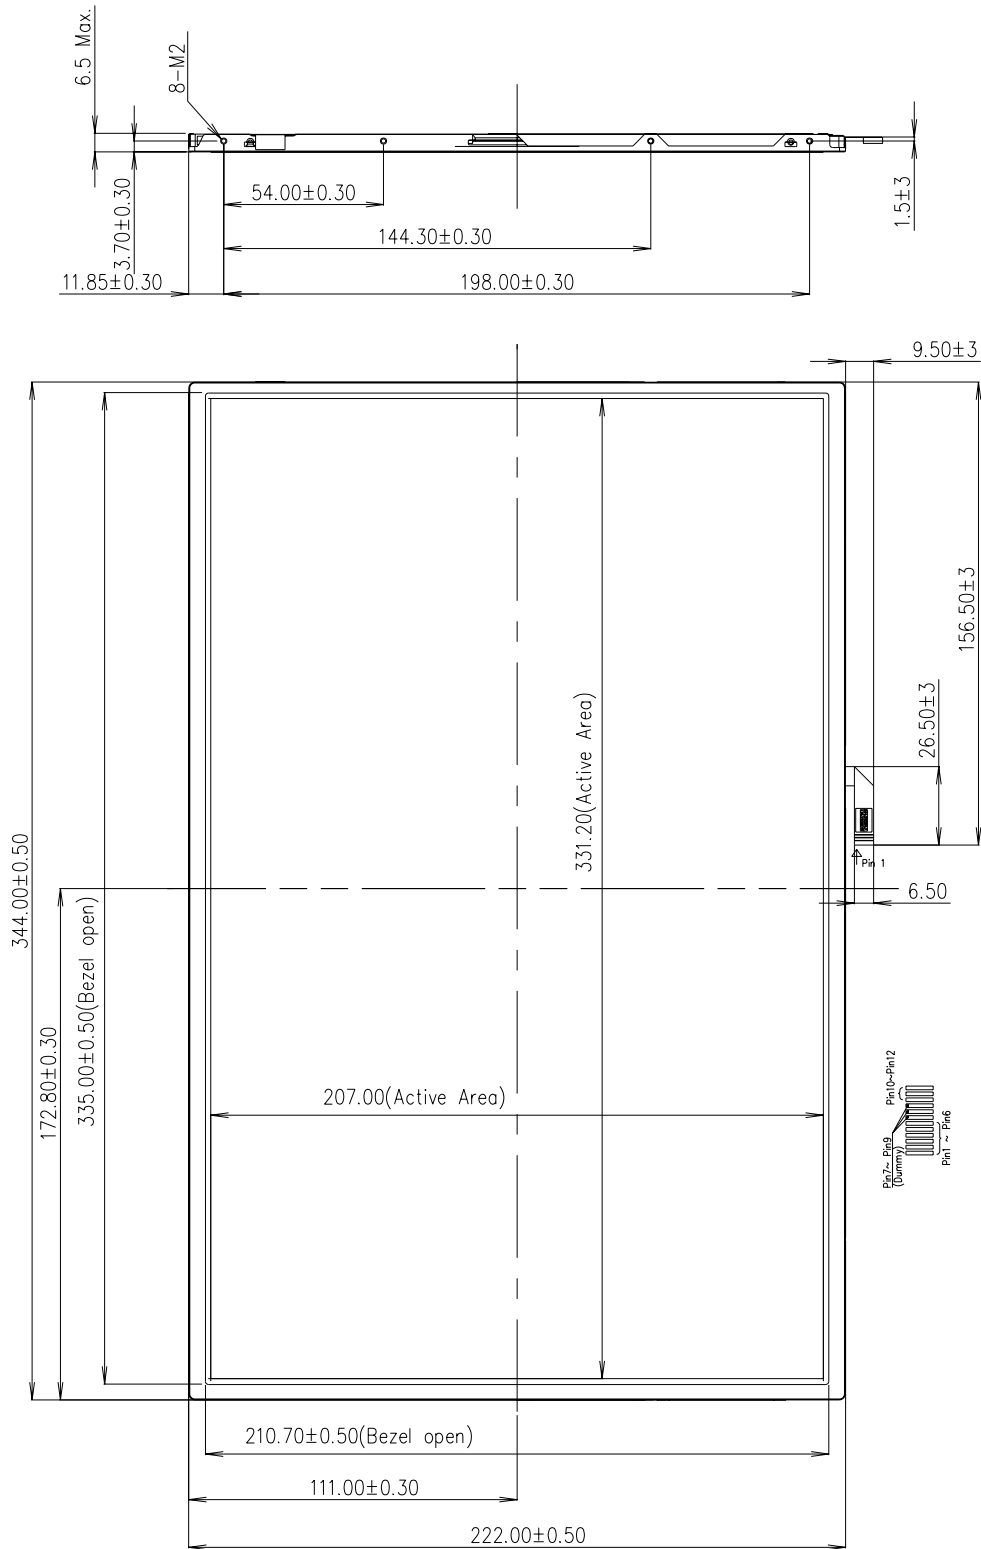 6.5 Max.
8-M2
3.70±0.30
54.00±0.30
144.30±0.30
11.85±0.30
198.00±0.30
1.5±3
9.50±3
156.50±3
26.50±3
331.20(Active Area)
Pin 1
6.50
344.00±0.50
335.00±0.50(Bezel open)
172.80±0.30
207.00(Active Area)
Pin10~Pin12
Pin7~ Pin9
(Dummy)
Pin1 ~ Pin6
210.70±0.50(Bezel open)
111.00±0.30
222.00±0.50